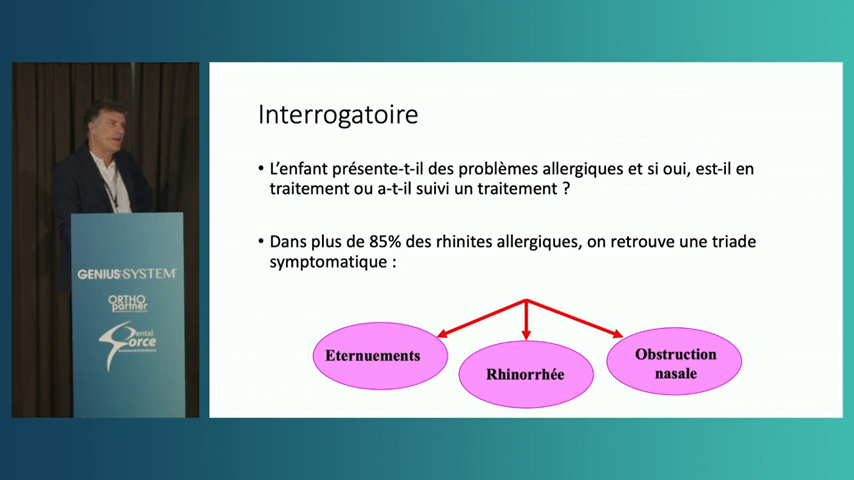 Interrogatoire
• L'enfant présente-t-il des problèmes allergiques et si oui, est-il en
traitement ou a-t-il suivi un traitement ?
• Dans plus de 85% des rhinites allergiques, on retrouve une triade
symptomatique :
Eternuements
Rhinorrhée
Obstruction
nasale
GENIUS SYSTEM
ORTHO
partner
Dental
Force